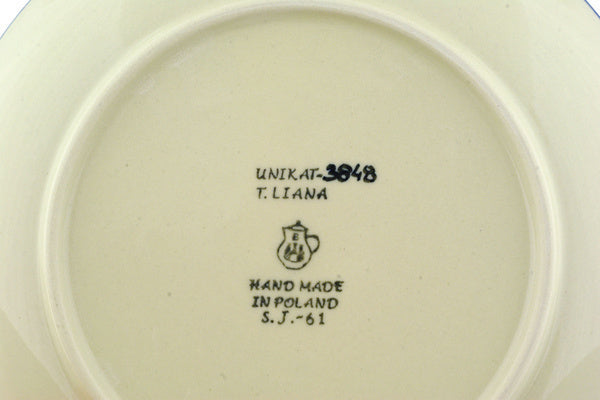 UNIKAT-3848
T. LIANA
HAND MADE
IN POLAND
S.J.-61